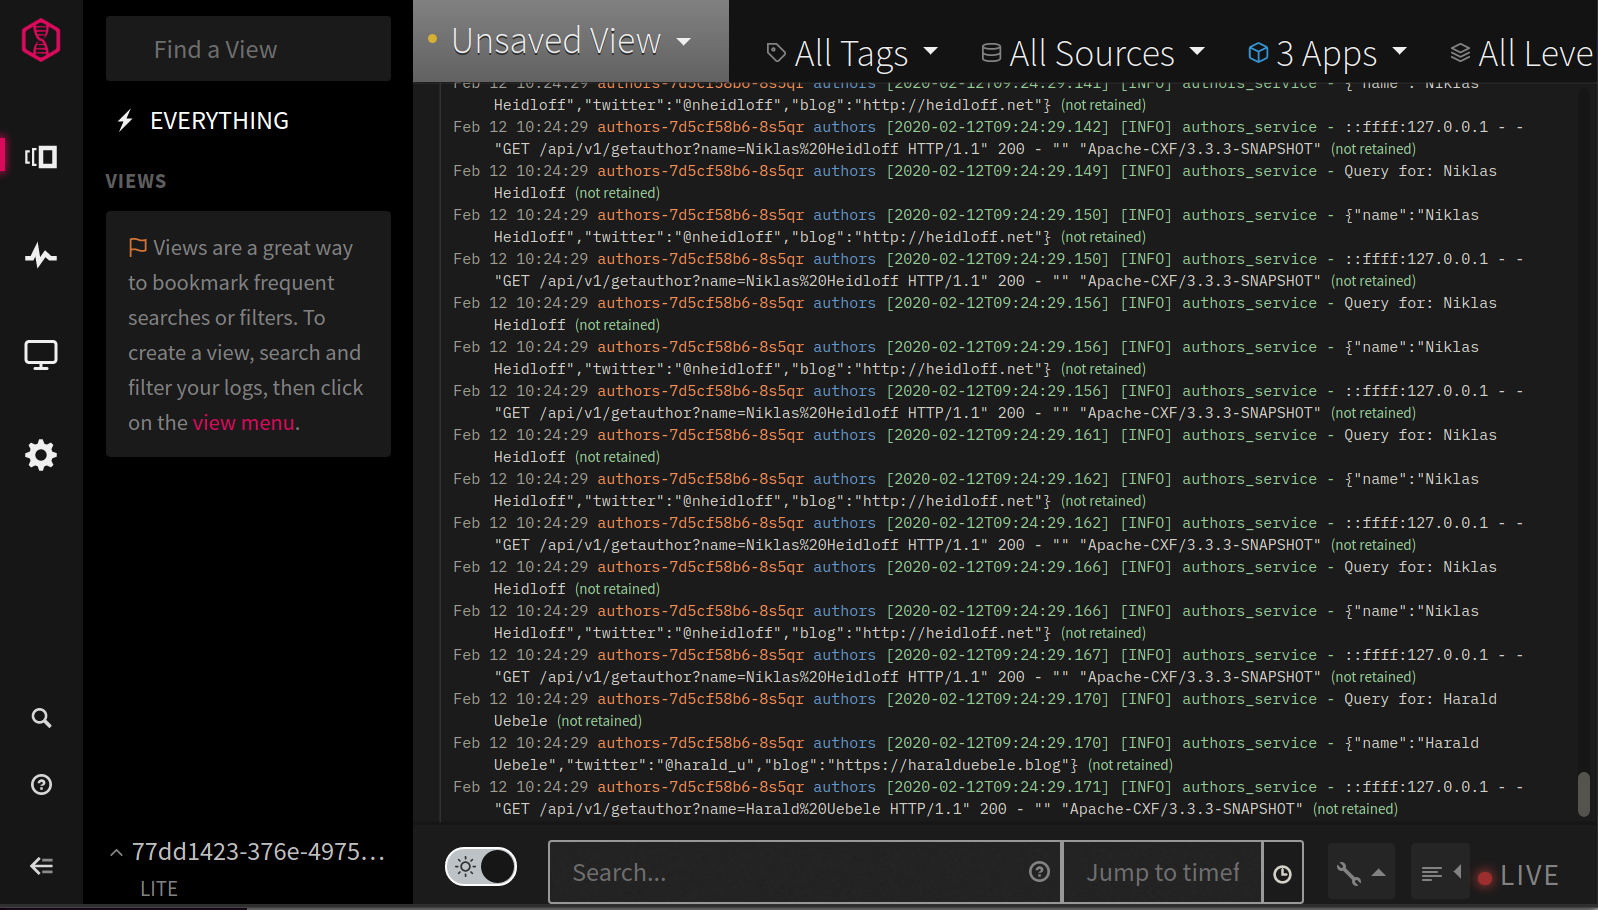 Find a View
EVERYTHING
VIEWS
Views are a great way
to bookmark frequent
searches or filters. To
create a view, search and
filter your logs, then click
on the view menu.
77dd1423-376e-4975...
LITE
Unsaved View
All Tags
All Sources
3 Apps
All Leve
Feb 12 10:24:29 authors-7d5cf58b6-8s5qr authors [2020-02-12T09:24:29.141] [INFO] authors_service - {"name":"Niklas
Heidloff","twitter":"@nheidloff","blog":"http://heidloff.net"} (not retained)
Feb 12 10:24:29 authors-7d5cf58b6-8s5qr authors [2020-02-12T09:24:29.142] [INFO] authors_service - ::ffff:127.0.0.1 - -
"GET /api/v1/getauthor?name=Niklas%20Heidloff HTTP/1.1" 200 - "" "Apache-CXF/3.3.3-SNAPSHOT" (not retained)
Feb 12 10:24:29 authors-7d5cf58b6-8s5qr authors [2020-02-12T09:24:29.149] [INFO] authors_service - Query for: Niklas
Heidloff (not retained)
Feb 12 10:24:29 authors-7d5cf58b6-8s5qr authors [2020-02-12T09:24:29.150] [INFO] authors_service - {"name":"Niklas
Heidloff","twitter":"@nheidloff","blog":"http://heidloff.net"} (not retained)
Feb 12 10:24:29 authors-7d5cf58b6-8s5qr authors [2020-02-12T09:24:29.150] [INFO] authors_service - ::ffff:127.0.0.1 - -
"GET /api/v1/getauthor?name=Niklas%20Heidloff HTTP/1.1" 200 - "" "Apache-CXF/3.3.3-SNAPSHOT" (not retained)
Feb 12 10:24:29 authors-7d5cf58b6-8s5qr authors [2020-02-12T09:24:29.156] [INFO] authors_service - Query for: Niklas
Heidloff (not retained)
Feb 12 10:24:29 authors-7d5cf58b6-8s5qr authors [2020-02-12T09:24:29.156] [INFO] authors_service - {"name":"Niklas
Heidloff","twitter":"@nheidloff","blog":"http://heidloff.net"} (not retained)
Feb 12 10:24:29 authors-7d5cf58b6-8s5qr authors [2020-02-12T09:24:29.156] [INFO] authors_service - ::ffff:127.0.0.1 - -
"GET /api/v1/getauthor?name=Niklas%20Heidloff HTTP/1.1" 200 - "" "Apache-CXF/3.3.3-SNAPSHOT" (not retained)
Feb 12 10:24:29 authors-7d5cf58b6-8s5qr authors [2020-02-12T09:24:29.161] [INFO] authors_service - Query for: Niklas
Heidloff (not retained)
Feb 12 10:24:29 authors-7d5cf58b6-8s5qr authors [2020-02-12T09:24:29.162] [INFO] authors_service - {"name":"Niklas
Heidloff","twitter":"@nheidloff","blog":"http://heidloff.net"} (not retained)
Feb 12 10:24:29 authors-7d5cf58b6-8s5qr authors [2020-02-12T09:24:29.162] [INFO] authors_service - ::ffff:127.0.0.1 - -
"GET /api/v1/getauthor?name=Niklas%20Heidloff HTTP/1.1" 200 - "" "Apache-CXF/3.3.3-SNAPSHOT" (not retained)
Feb 12 10:24:29 authors-7d5cf58b6-8s5qr authors [2020-02-12T09:24:29.166] [INFO] authors_service - Query for: Niklas
Heidloff (not retained)
Feb 12 10:24:29 authors-7d5cf58b6-8s5qr authors [2020-02-12T09:24:29.166] [INFO] authors_service - {"name":"Niklas
Heidloff","twitter":"@nheidloff","blog":"http://heidloff.net"} (not retained)
Feb 12 10:24:29 authors-7d5cf58b6-8s5qr authors [2020-02-12T09:24:29.167] [INFO] authors_service - ::ffff:127.0.0.1 - -
"GET /api/v1/getauthor?name=Niklas%20Heidloff HTTP/1.1" 200 - "" "Apache-CXF/3.3.3-SNAPSHOT" (not retained)
Feb 12 10:24:29 authors-7d5cf58b6-8s5qr authors [2020-02-12T09:24:29.170] [INFO] authors_service - Query for: Harald
Uebele (not retained)
Feb 12 10:24:29 authors-7d5cf58b6-8s5qr authors [2020-02-12T09:24:29.170] [INFO] authors_service - {"name":"Harald
Uebele","twitter":"@harald_u","blog":"https://haralduebele.blog"} (not retained)
Feb 12 10:24:29 authors-7d5cf58b6-8s5qr authors [2020-02-12T09:24:29.171] [INFO] authors_service - ::ffff:127.0.0.1 - -
"GET /api/v1/getauthor?name=Harald%20Uebele HTTP/1.1" 200 - "" "Apache-CXF/3.3.3-SNAPSHOT" (not retained)
Search...
Jump to timef
LIVE